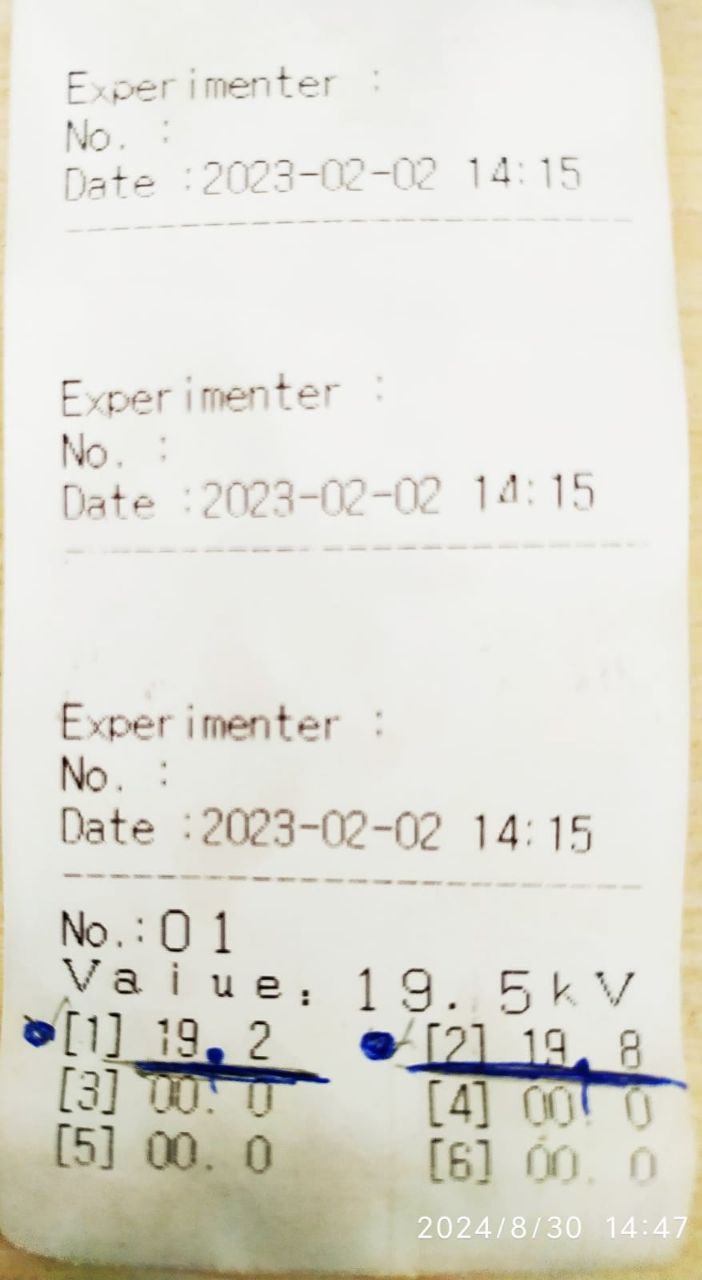 Experimenter :
No. :
Date :2023-02-02 14:15
Experimenter :
No. :
Date :2023-02-02 14:15
Experimenter :
No. :
Date :2023-02-02 14:15
No.:01
Vaiue: 19.5kV
[1] 19.2 [2] 19.8
[3] 00.0 [4] 00.0
[5] 00.0 [6] 00.0
2024/8/30 14:47